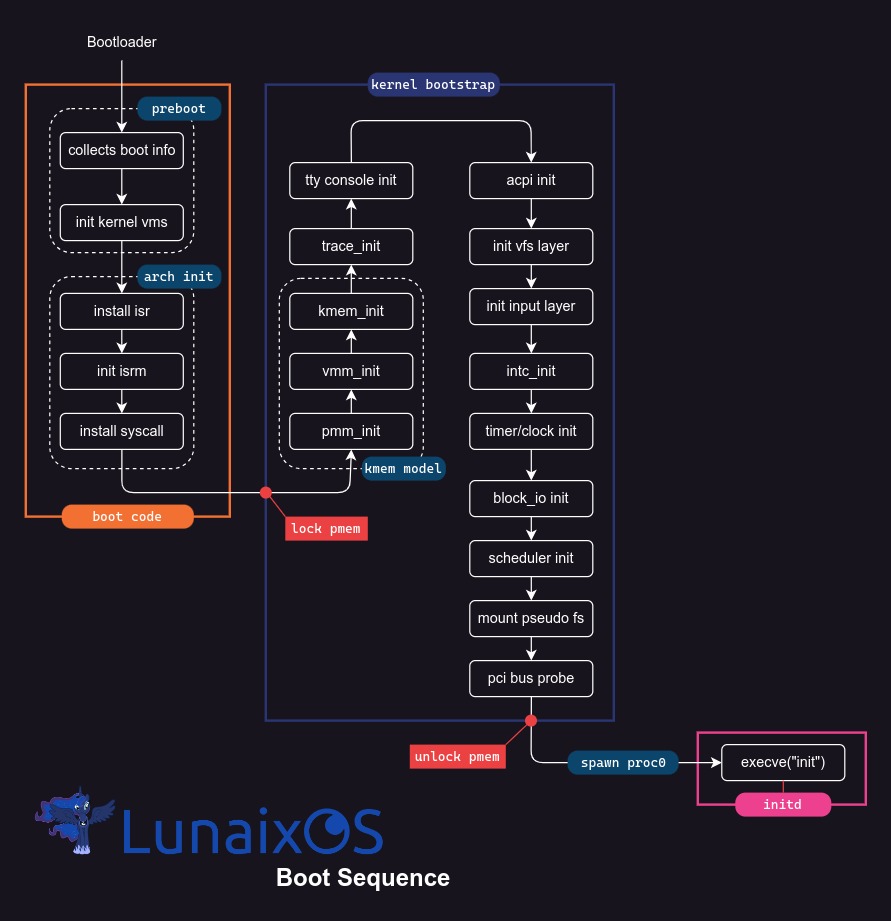 Bootloader
preboot
collects boot info
init kernel vms
arch init
install isr
init isrm
install syscall
boot code
lock pmem
kernel bootstrap
pmm_init
kmem model
vmm_init
kmem_init
trace_init
tty console init
acpi init
init vfs layer
init input layer
intc_init
timer/clock init
block_io init
scheduler init
mount pseudo fs
pci bus probe
unlock pmem
spawn proc0
execve("init")
initd
LunaixOS
Boot Sequence